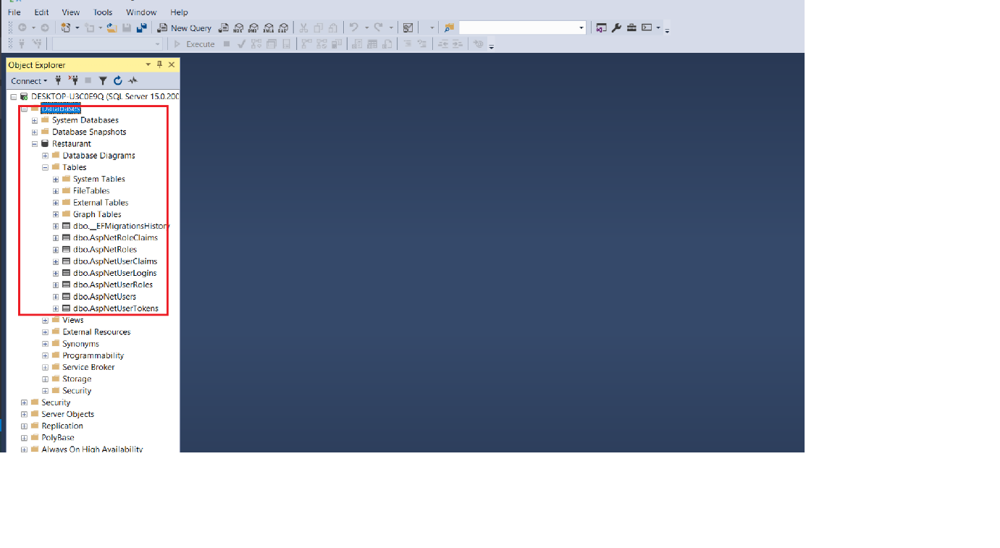 File Edit View Tools Window Help
New Query MDX DMX XMLA DAX
Execute
Object Explorer
Connect
DESKTOP-U3C0E9Q (SQL Server 15.0.200
Databases
System Databases
Database Snapshots
Restaurant
Database Diagrams
Tables
System Tables
FileTables
External Tables
Graph Tables
dbo.__EFMigrationsHistory
dbo.AspNetRoleClaims
dbo.AspNetRoles
dbo.AspNetUserClaims
dbo.AspNetUserLogins
dbo.AspNetUserRoles
dbo.AspNetUsers
dbo.AspNetUserTokens
Views
External Resources
Synonyms
Programmability
Service Broker
Storage
Security
Security
Server Objects
Replication
PolyBase
Always On High Availability